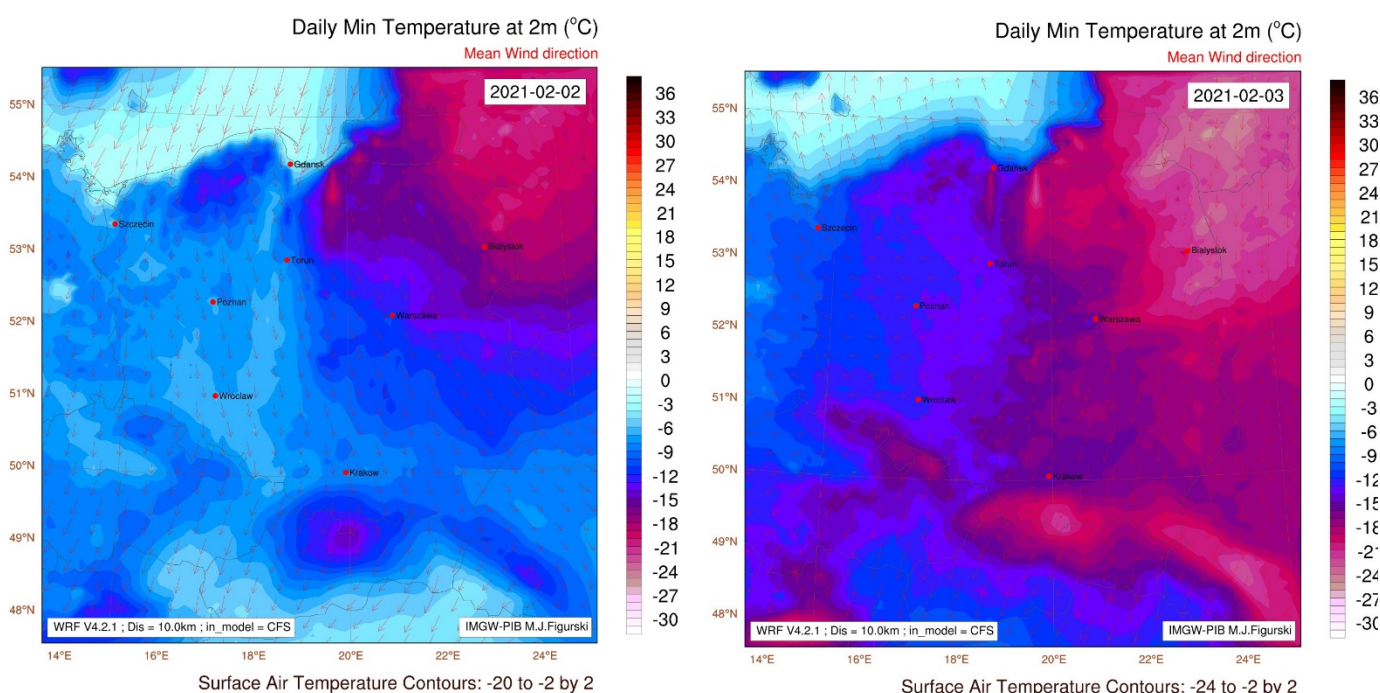 Daily Min Temperature at 2m (°C)
Mean Wind direction
2021-02-02
55°N
54°N
53°N
52°N
51°N
50°N
49°N
48°N
Gdansk
Szczecin
Bialystok
Torun
Poznan
Warszawa
Wroclaw
Krakow
WRF V4.2.1 ; Dis = 10.0km ; in_model = CFS
IMGW-PIB M.J.Figurski
14°E 16°E 18°E 20°E 22°E 24°E
Surface Air Temperature Contours: -20 to -2 by 2
36
33
30
27
24
21
18
15
12
9
6
3
0
-3
-6
-9
-12
-15
-18
-21
-24
-27
-30
Daily Min Temperature at 2m (°C)
Mean Wind direction
2021-02-03
55°N
54°N
53°N
52°N
51°N
50°N
49°N
48°N
Gdansk
Szczecin
Bialystok
Torun
Poznan
Warszawa
Wroclaw
Krakow
WRF V4.2.1 ; Dis = 10.0km ; in_model = CFS
IMGW-PIB M.J.Figurski
14°E 16°E 18°E 20°E 22°E 24°E
Surface Air Temperature Contours: -24 to -2 by 2
36
33
30
27
24
21
18
15
12
9
6
3
0
-3
-6
-9
-12
-15
-18
-21
-24
-27
-30